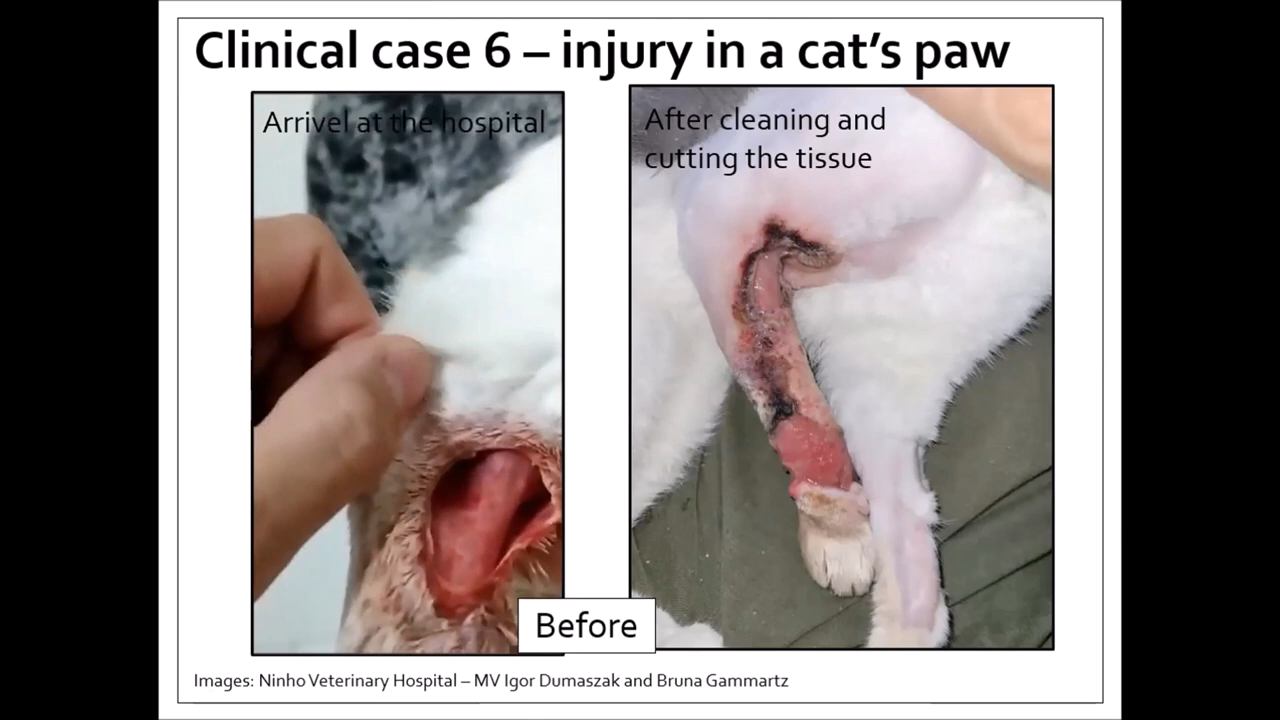 Clinical case 6 – injury in a cat's paw
Arrivel at the hospital
After cleaning and
cutting the tissue
Before
Images: Ninho Veterinary Hospital – MV Igor Dumaszak and Bruna Gammartz